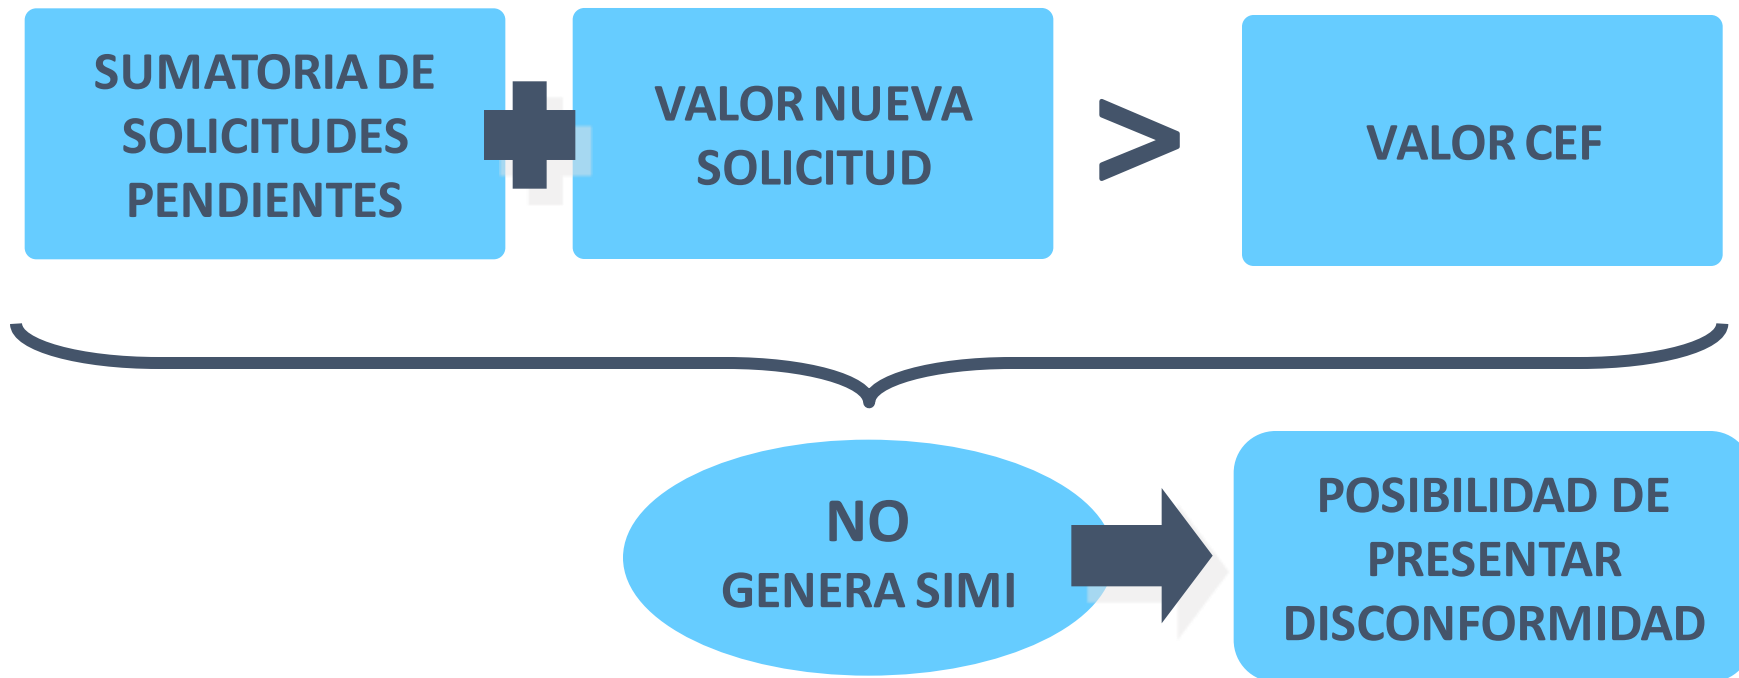 SUMATORIA DE
SOLICITUDES
PENDIENTES
VALOR NUEVA
SOLICITUD
>
VALOR CEF
NO
GENERA SIMI
POSIBILIDAD DE
PRESENTAR
DISCONFORMIDAD